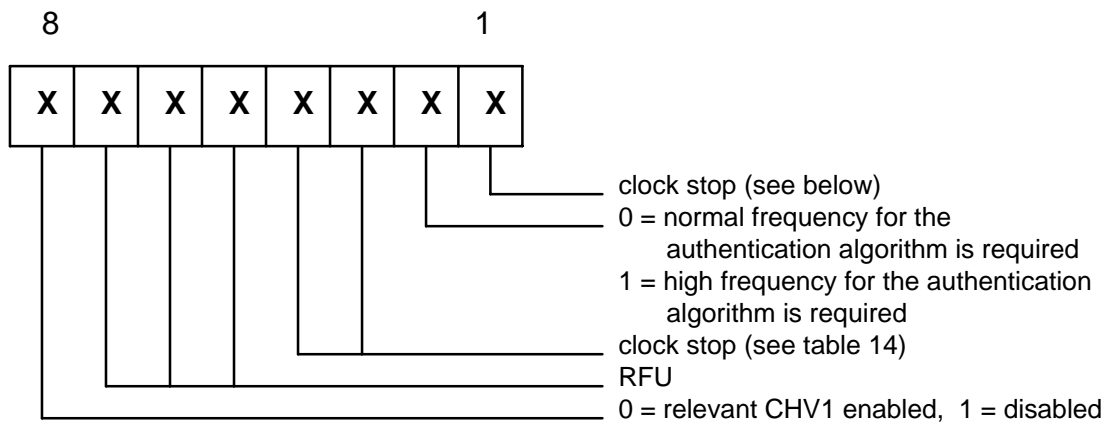 8 1
X X X X X X X X
clock stop (see below)
0 = normal frequency for the
authentication algorithm is required
1 = high frequency for the authentication
algorithm is required
clock stop (see table 14)
RFU
0 = relevant CHV1 enabled, 1 = disabled